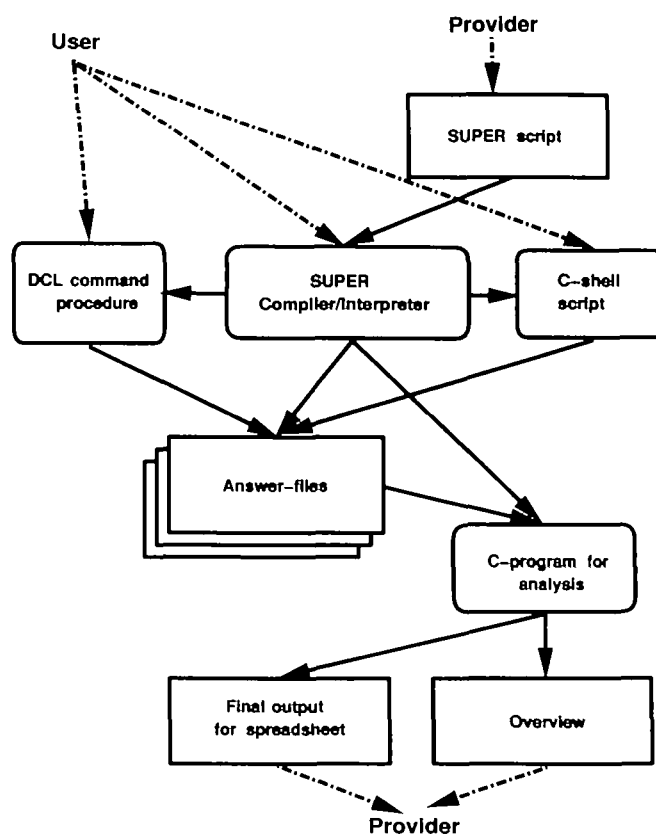 User
Provider
SUPER script
DCL command
procedure
SUPER
Compiler/Interpreter
C-shell
script
Answer-files
C-program for
analysis
Final output
for spreadsheet
Overview
Provider